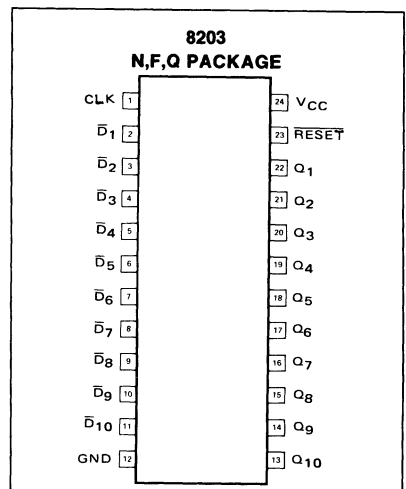 8203
N,F,Q PACKAGE
CLK 1 24 VCC
D̅1 2 23 R̅E̅S̅E̅T̅
D̅2 3 22 Q1
D̅3 4 21 Q2
D̅4 5 20 Q3
D̅5 6 19 Q4
D̅6 7 18 Q5
D̅7 8 17 Q6
D̅8 9 16 Q7
D̅9 10 15 Q8
D̅10 11 14 Q9
GND 12 13 Q10